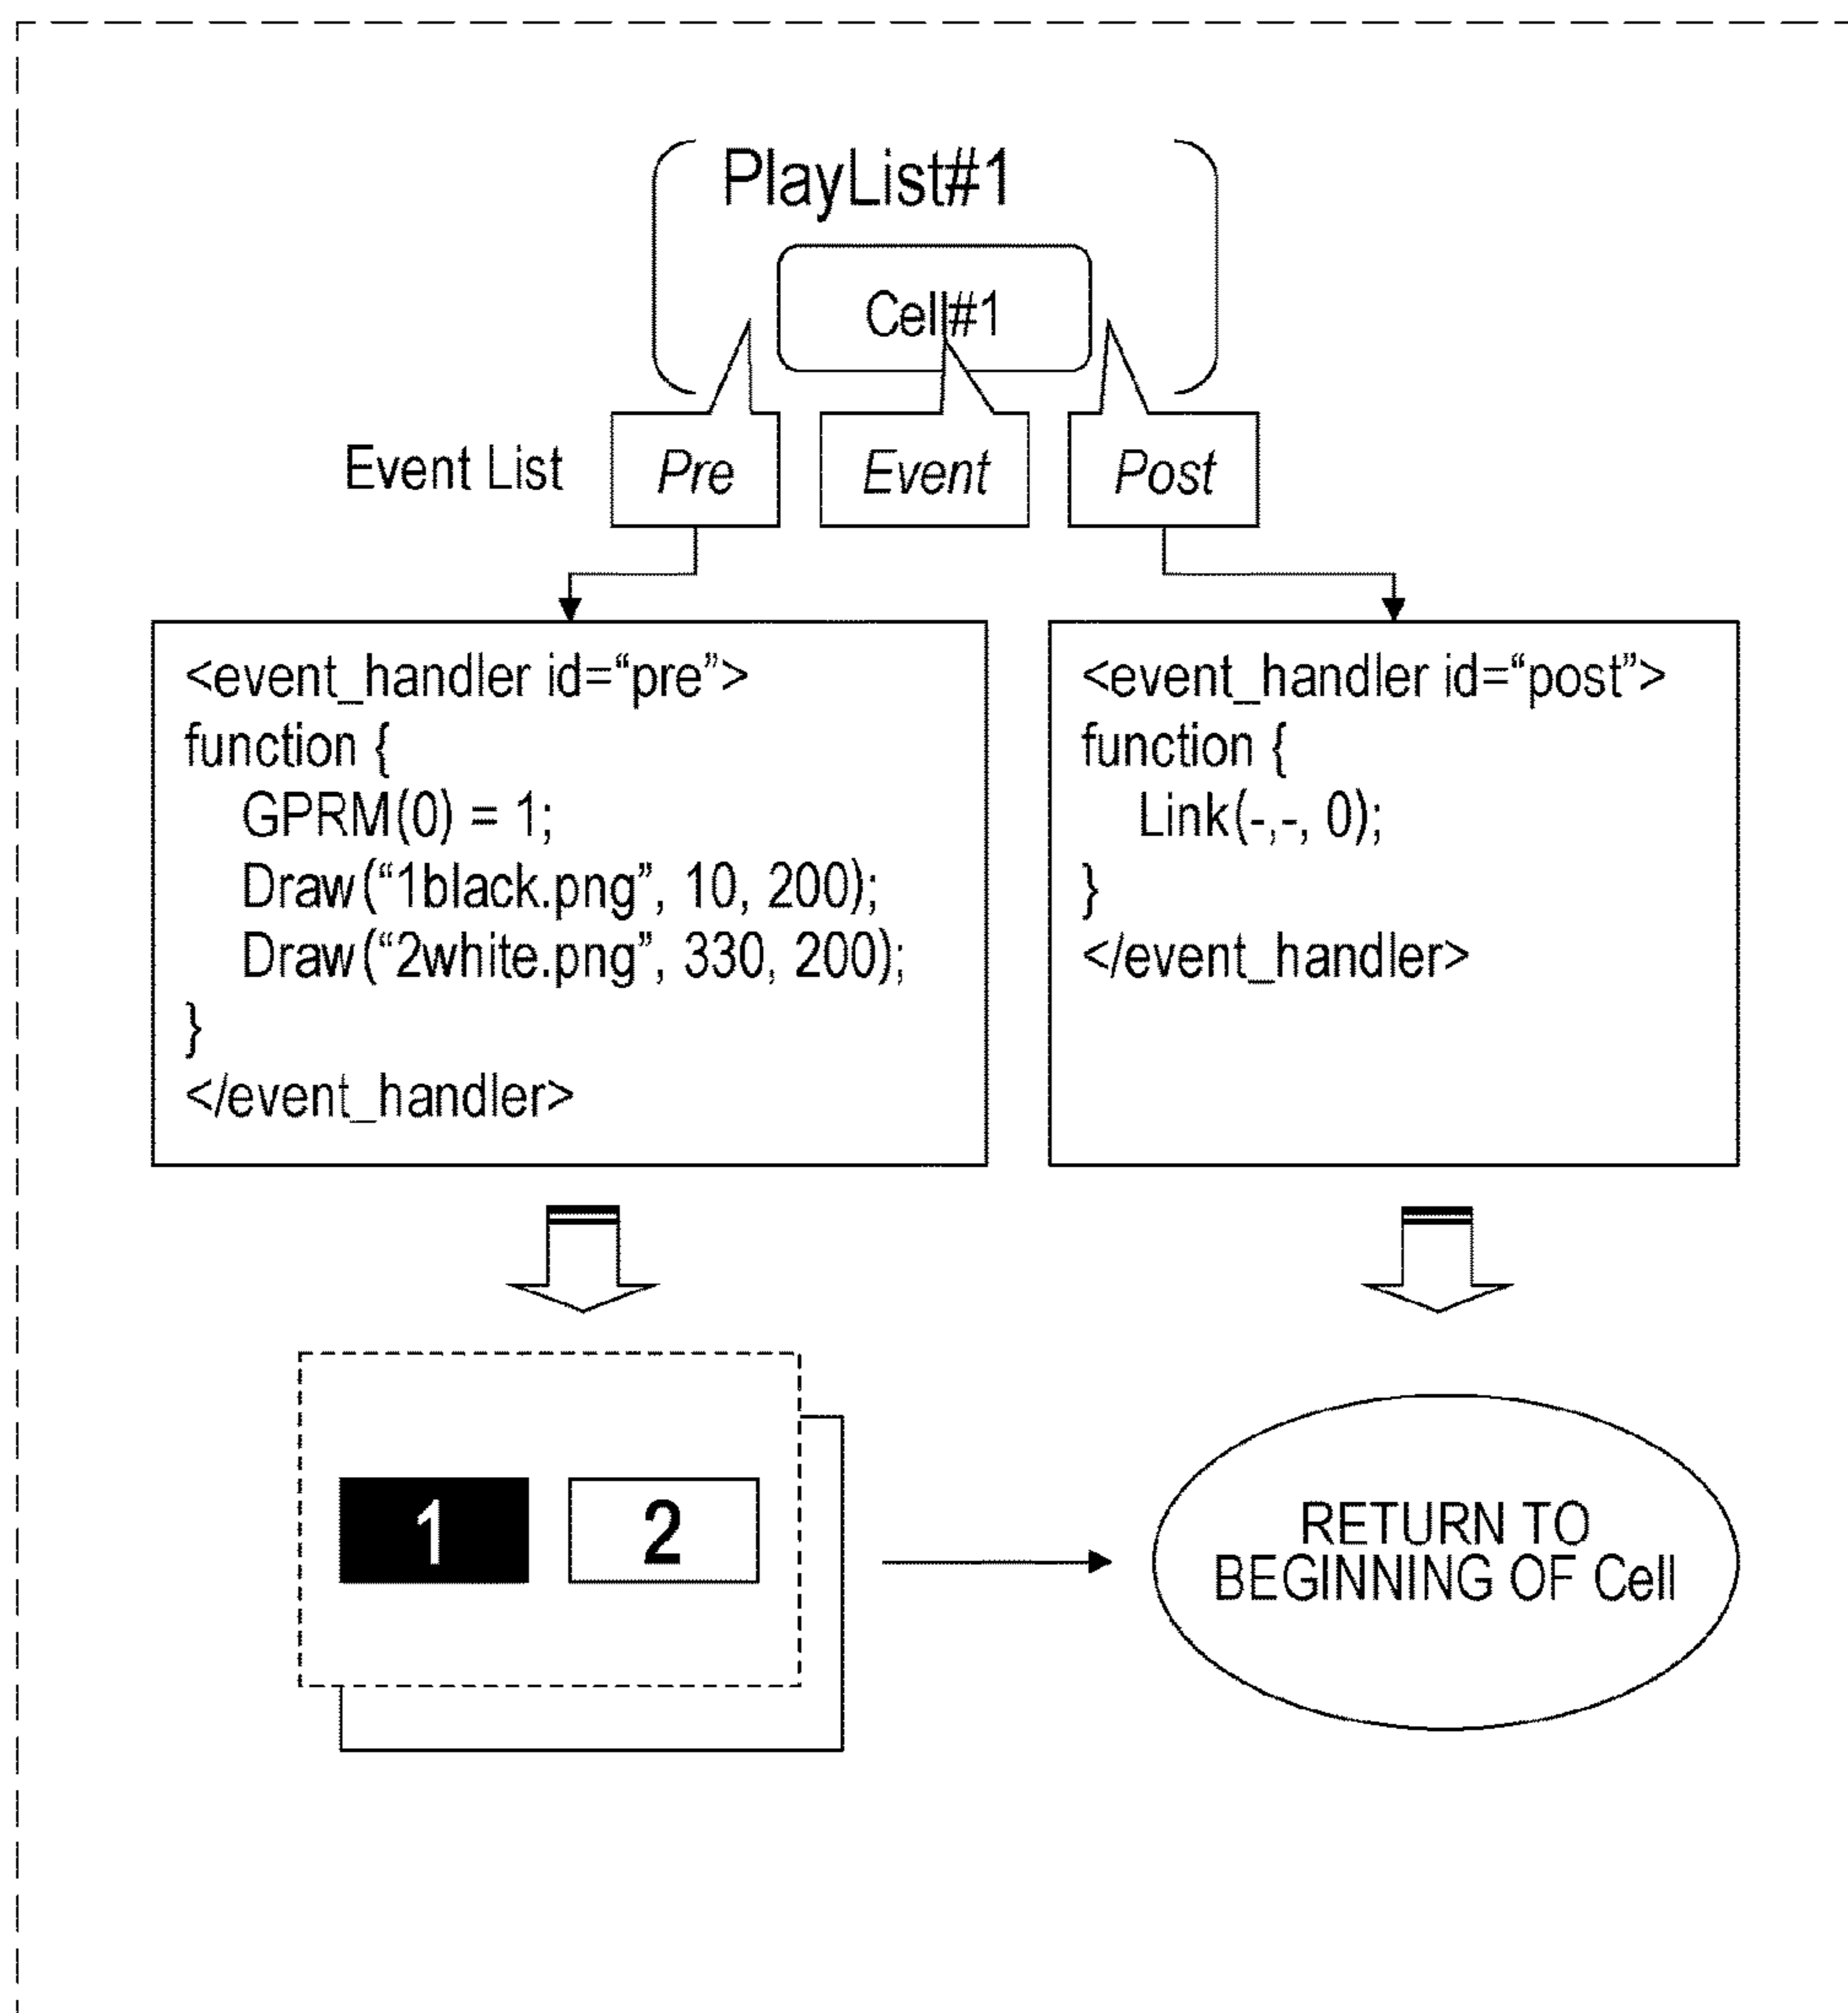 PlayList#1
Cell#1
Event List
Pre
Event
Post
<event_handler id=“pre”>
function {
GPRM(0) = 1;
Draw(“1black.png”, 10, 200);
Draw(“2white.png”, 330, 200);
}
</event_handler>
<event_handler id=“post”>
function {
Link(-,-, 0);
}
</event_handler>
1
2
RETURN TO
BEGINNING OF Cell